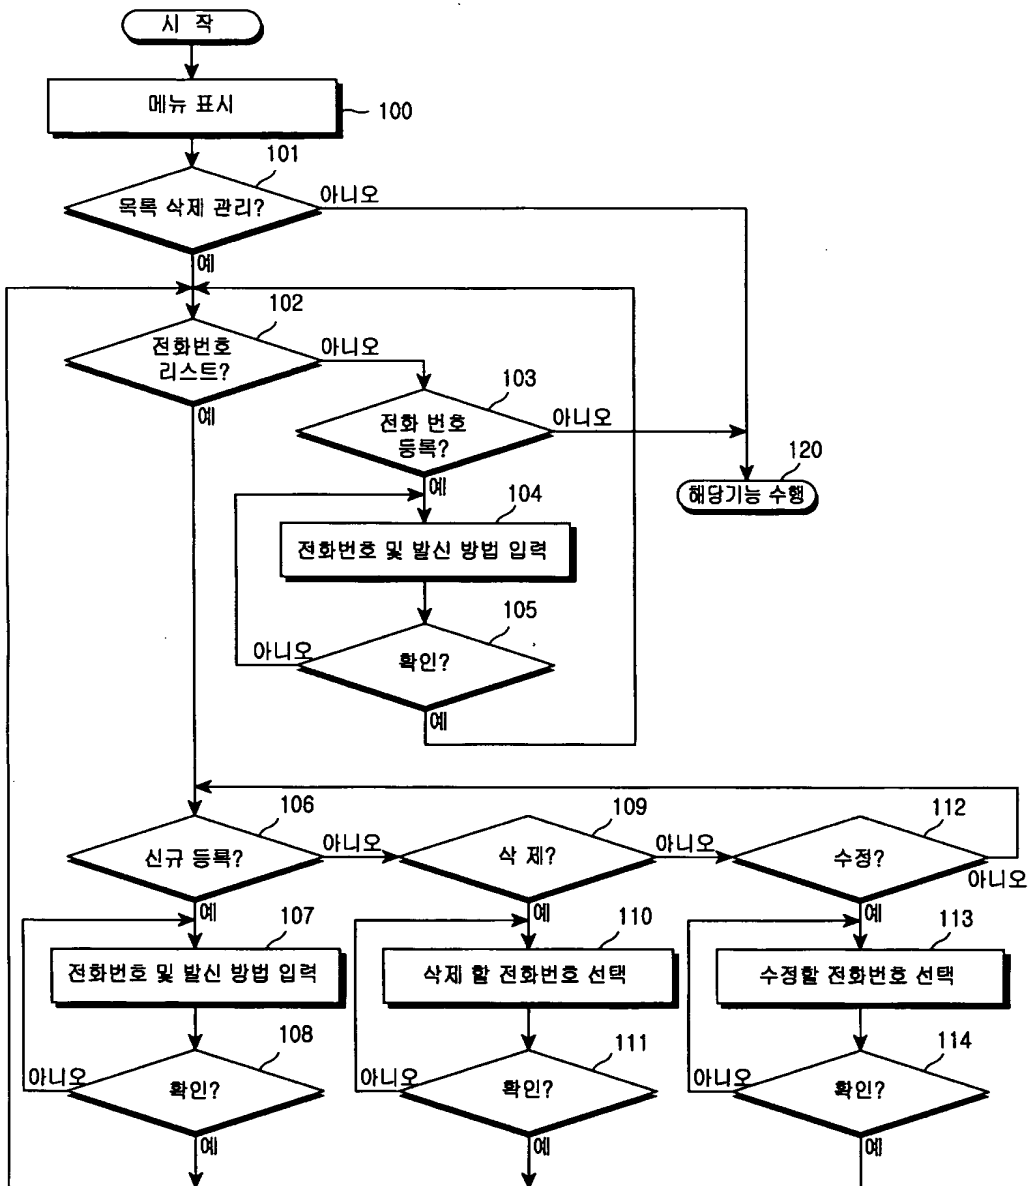 시 작
메뉴 표시
100
101
목록 삭제 관리?
아니오
예
102
전화번호
리스트?
아니오
예
103
전화 번호
등록?
아니오
예
120
해당기능 수행
104
전화번호 및 발신 방법 입력
105
확인?
아니오
예
106
신규 등록?
아니오
예
109
삭 제?
아니오
예
112
수정?
아니오
예
107
전화번호 및 발신 방법 입력
110
삭제 할 전화번호 선택
113
수정할 전화번호 선택
108
확인?
아니오
예
111
확인?
아니오
예
114
확인?
아니오
예